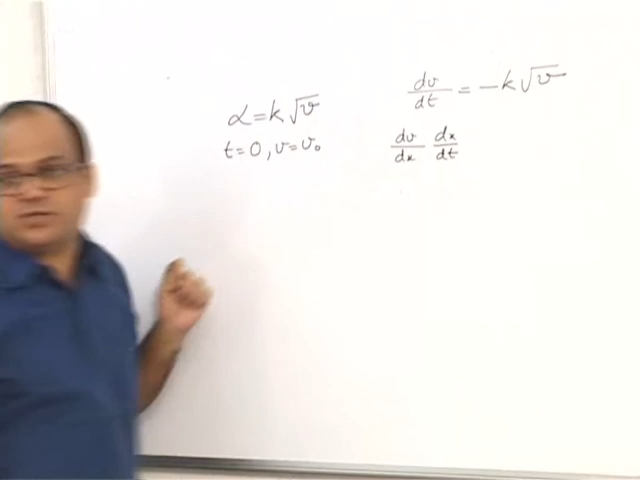 α = k √v
t = 0, v = v₀
dv/dt = -k √v
dv/dx dx/dt